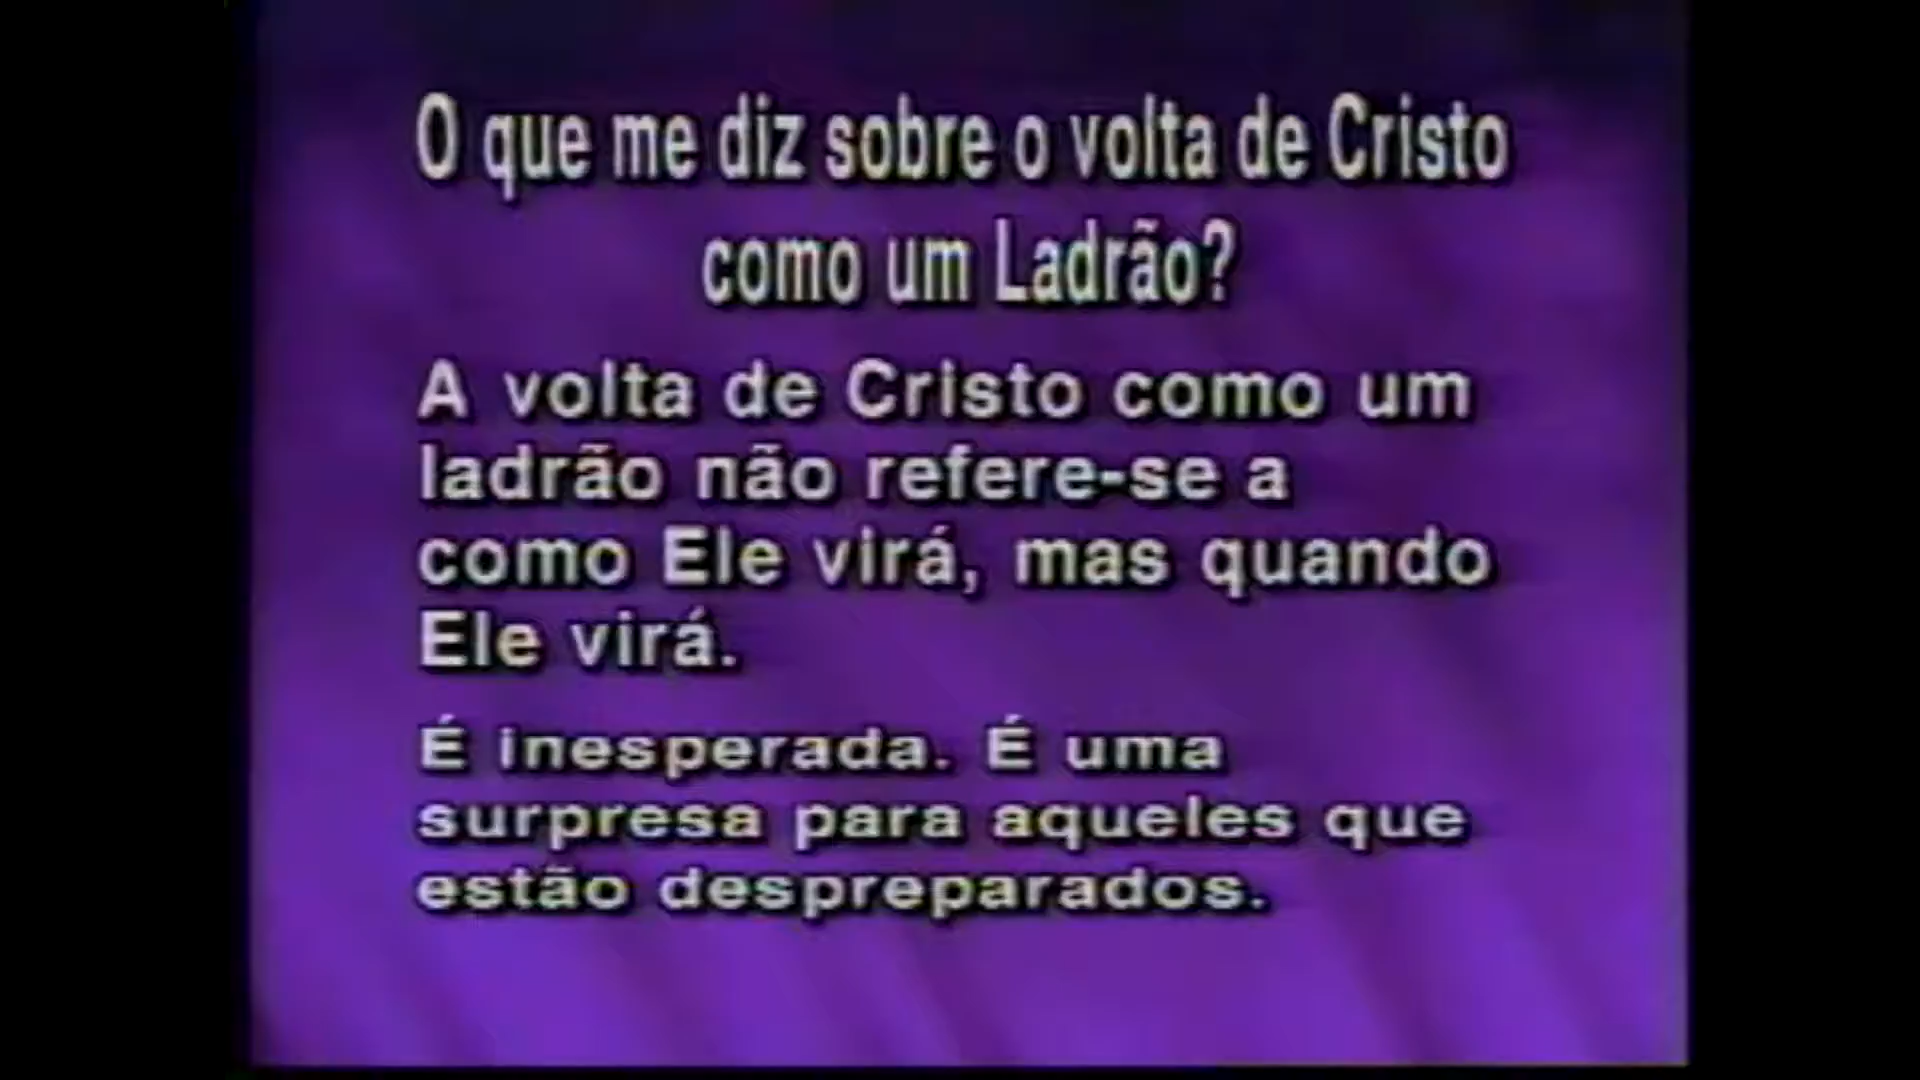 O que me diz sobre o volta de Cristo
como um Ladrão?
A volta de Cristo como um
ladrão não refere-se a
como Ele virá, mas quando
Ele virá.
É inesperada. É uma
surpresa para aqueles que
estão despreparados.